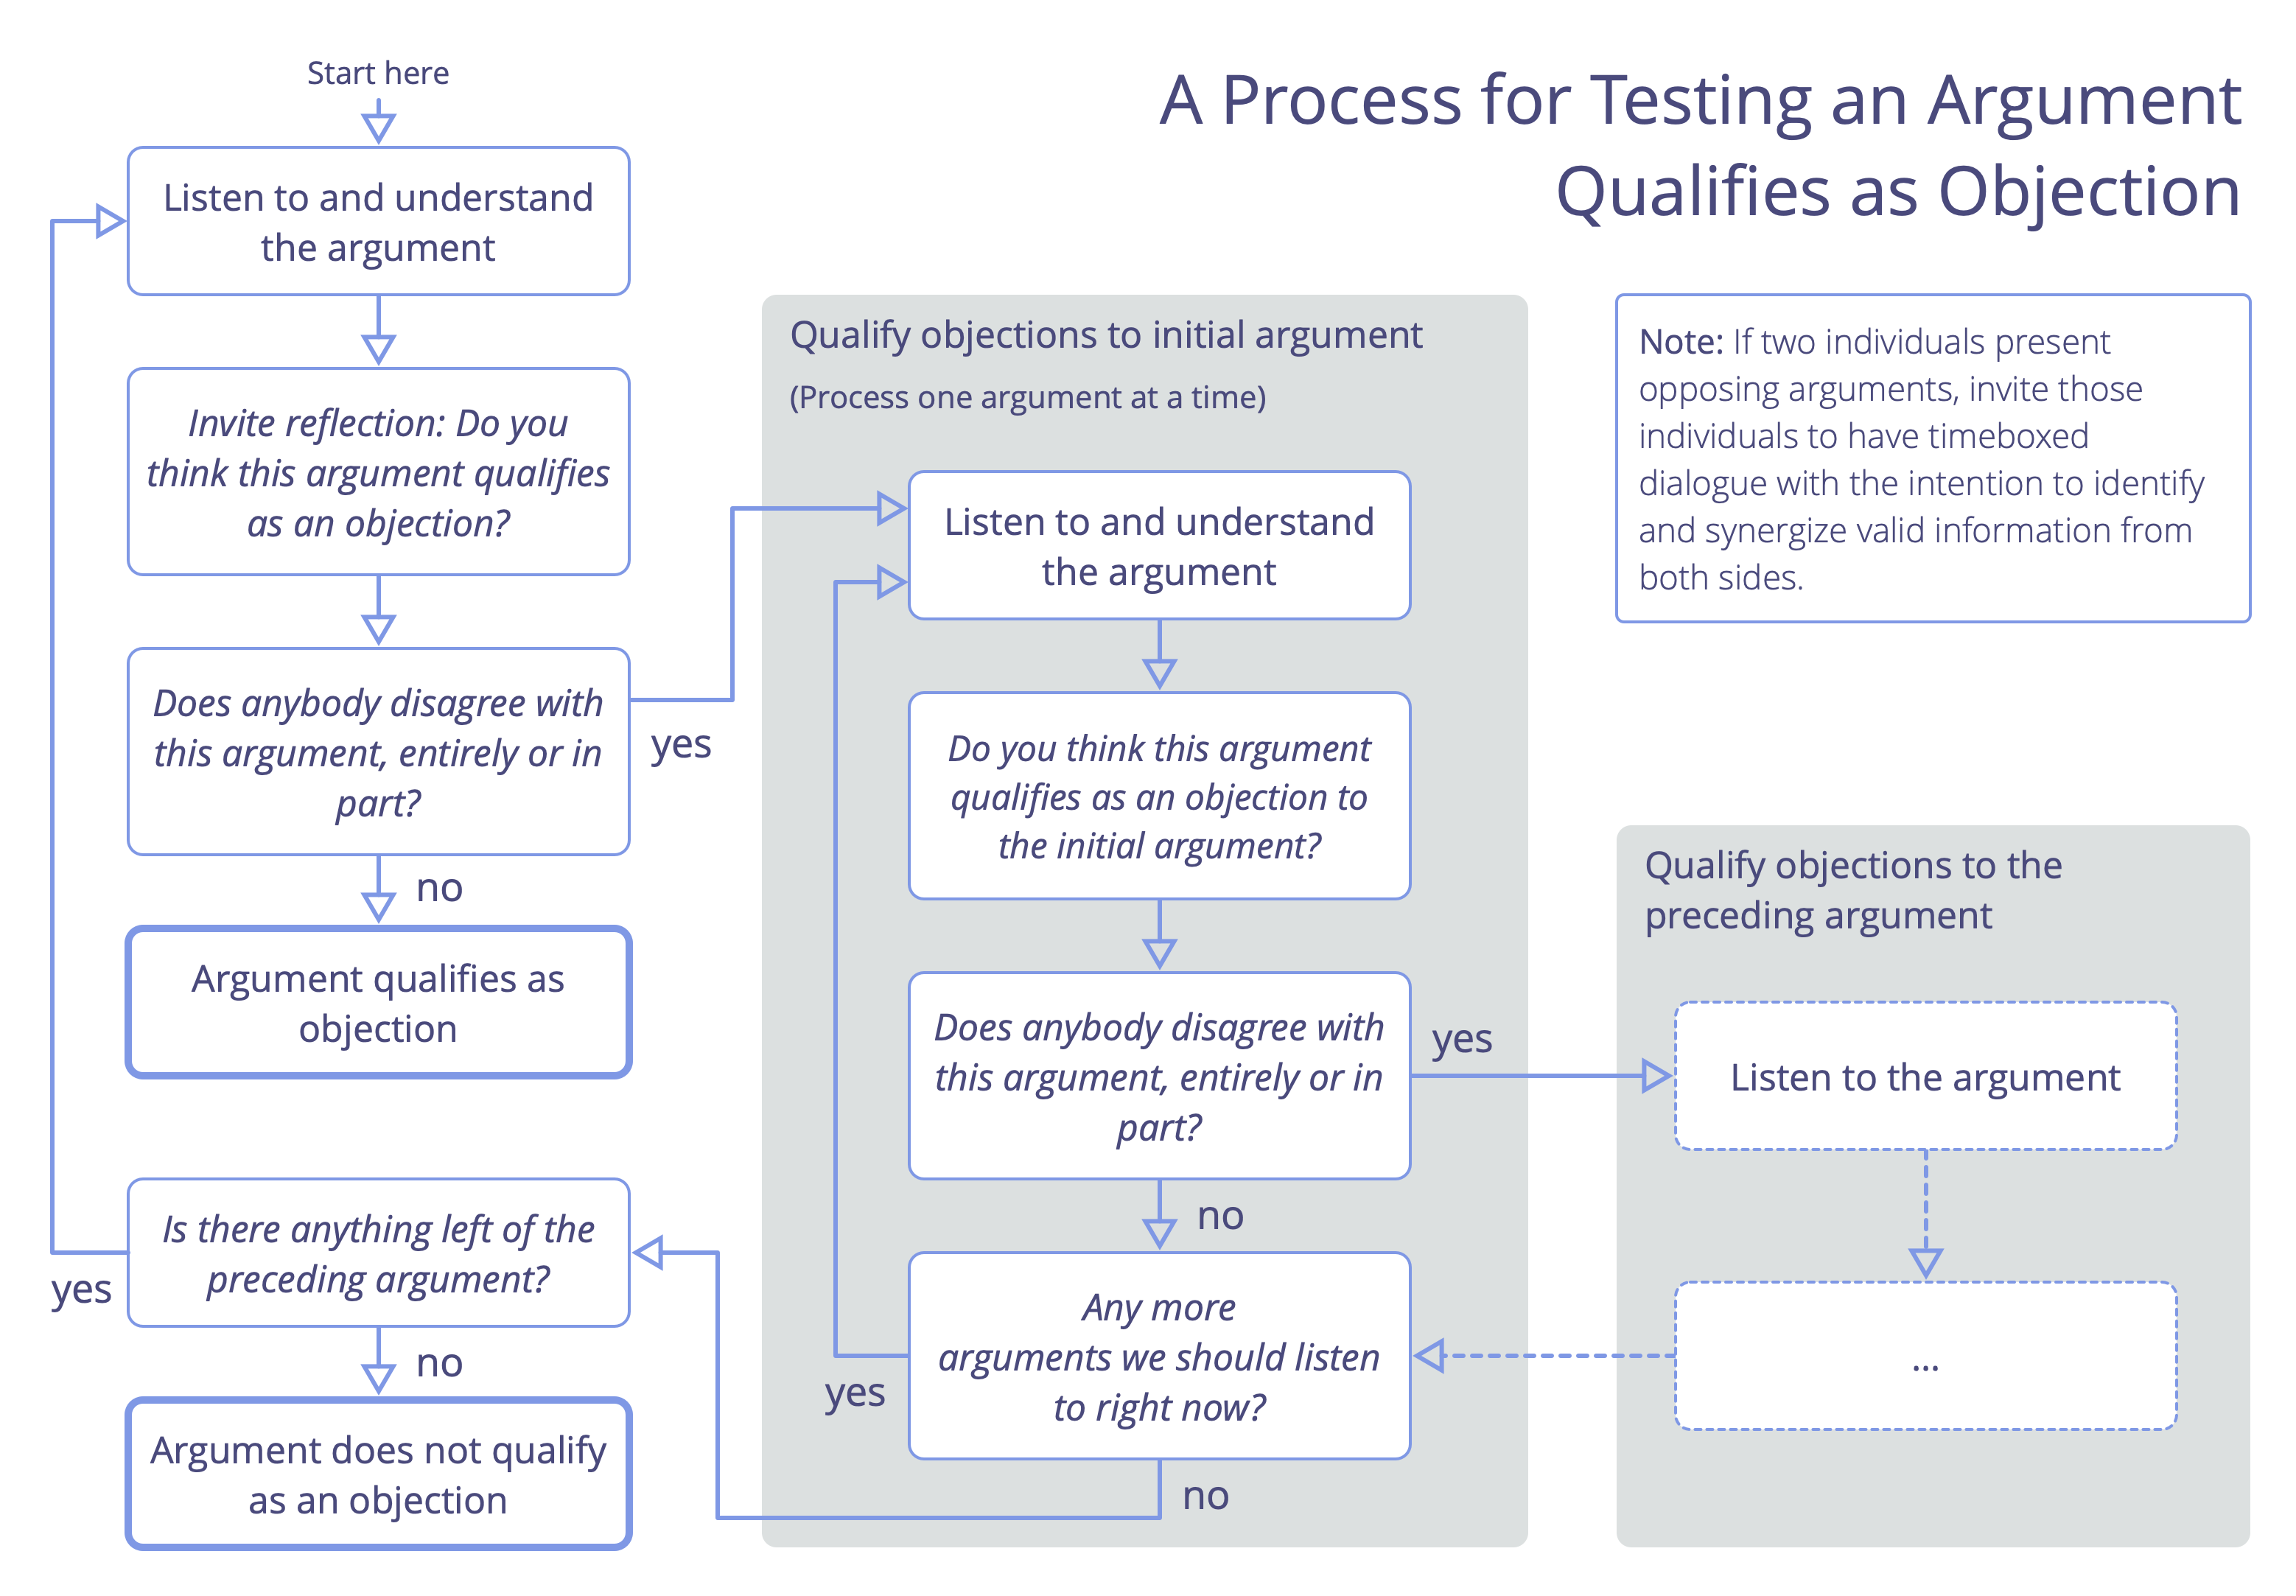 A Process for Testing an Argument
Qualifies as Objection
Start here
Listen to and understand
the argument
Invite reflection: Do you
think this argument qualifies
as an objection?
Does anybody disagree with
this argument, entirely or in
part?
yes
no
Argument qualifies as
objection
Is there anything left of the
preceding argument?
yes
no
Argument does not qualify
as an objection
Qualify objections to initial argument
(Process one argument at a time)
Listen to and understand
the argument
Do you think this argument
qualifies as an objection to
the initial argument?
Does anybody disagree with
this argument, entirely or in
part?
yes
no
Any more
arguments we should listen
to right now?
yes
no
Note: If two individuals present
opposing arguments, invite those
individuals to have timeboxed
dialogue with the intention to identify
and synergize valid information from
both sides.
Qualify objections to the
preceding argument
Listen to the argument
...